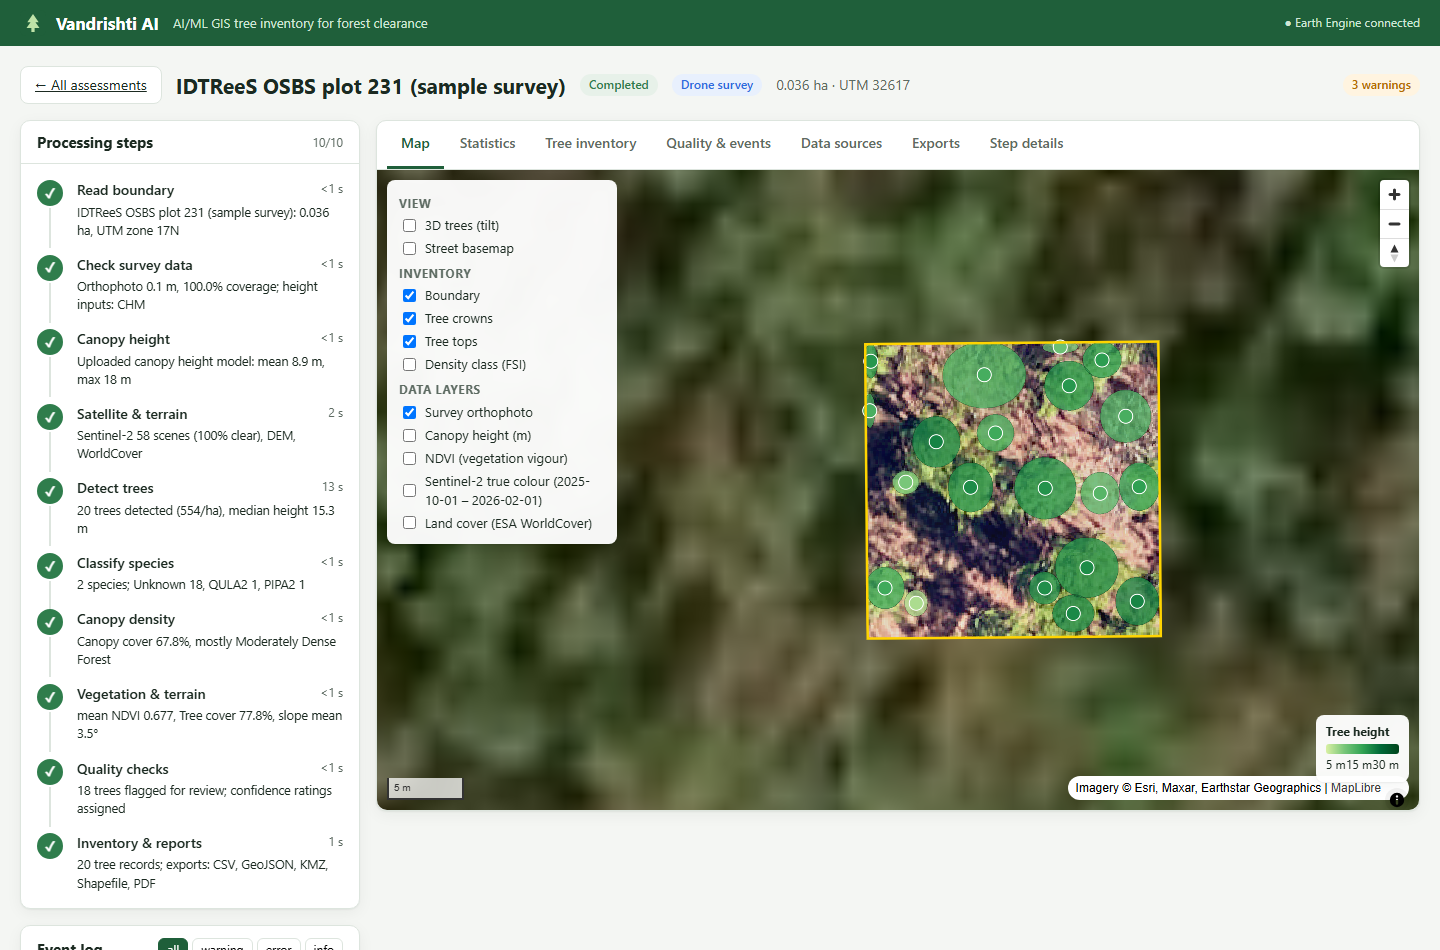 Vandrishti AI
AI/ML GIS tree inventory for forest clearance
● Earth Engine connected
← All assessments
IDTReeS OSBS plot 231 (sample survey)
Completed
Drone survey
0.036 ha · UTM 32617
3 warnings
Processing steps
10/10
Read boundary
<1 s
IDTReeS OSBS plot 231 (sample survey): 0.036
ha, UTM zone 17N
Check survey data
<1 s
Orthophoto 0.1 m, 100.0% coverage; height
inputs: CHM
Canopy height
<1 s
Uploaded canopy height model: mean 8.9 m,
max 18 m
Satellite & terrain
2 s
Sentinel-2 58 scenes (100% clear), DEM,
WorldCover
Detect trees
13 s
20 trees detected (554/ha), median height 15.3
m
Classify species
<1 s
2 species; Unknown 18, QULA2 1, PIPA2 1
Canopy density
<1 s
Canopy cover 67.8%, mostly Moderately Dense
Forest
Vegetation & terrain
<1 s
mean NDVI 0.677, Tree cover 77.8%, slope mean
3.5°
Quality checks
<1 s
18 trees flagged for review; confidence ratings
assigned
Inventory & reports
1 s
20 tree records; exports: CSV, GeoJSON, KMZ,
Shapefile, PDF
Event log
all
warning
error
info
Map
Statistics
Tree inventory
Quality & events
Data sources
Exports
Step details
VIEW
3D trees (tilt)
Street basemap
INVENTORY
Boundary
Tree crowns
Tree tops
Density class (FSI)
DATA LAYERS
Survey orthophoto
Canopy height (m)
NDVI (vegetation vigour)
Sentinel-2 true colour (2025-
10-01 – 2026-02-01)
Land cover (ESA WorldCover)
Tree height
5 m15 m30 m
5 m
Imagery © Esri, Maxar, Earthstar Geographics | MapLibre